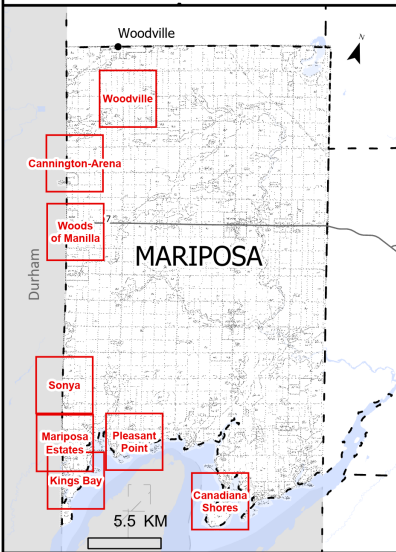 Woodville
N
Woodville
Cannington-Arena
Woods
of Manilla
7
MARIPOSA
Durham
Sonya
Maripos​a
Estates
Pleasant
Point
Kings Bay
Canadiana
Shores
5.5 KM